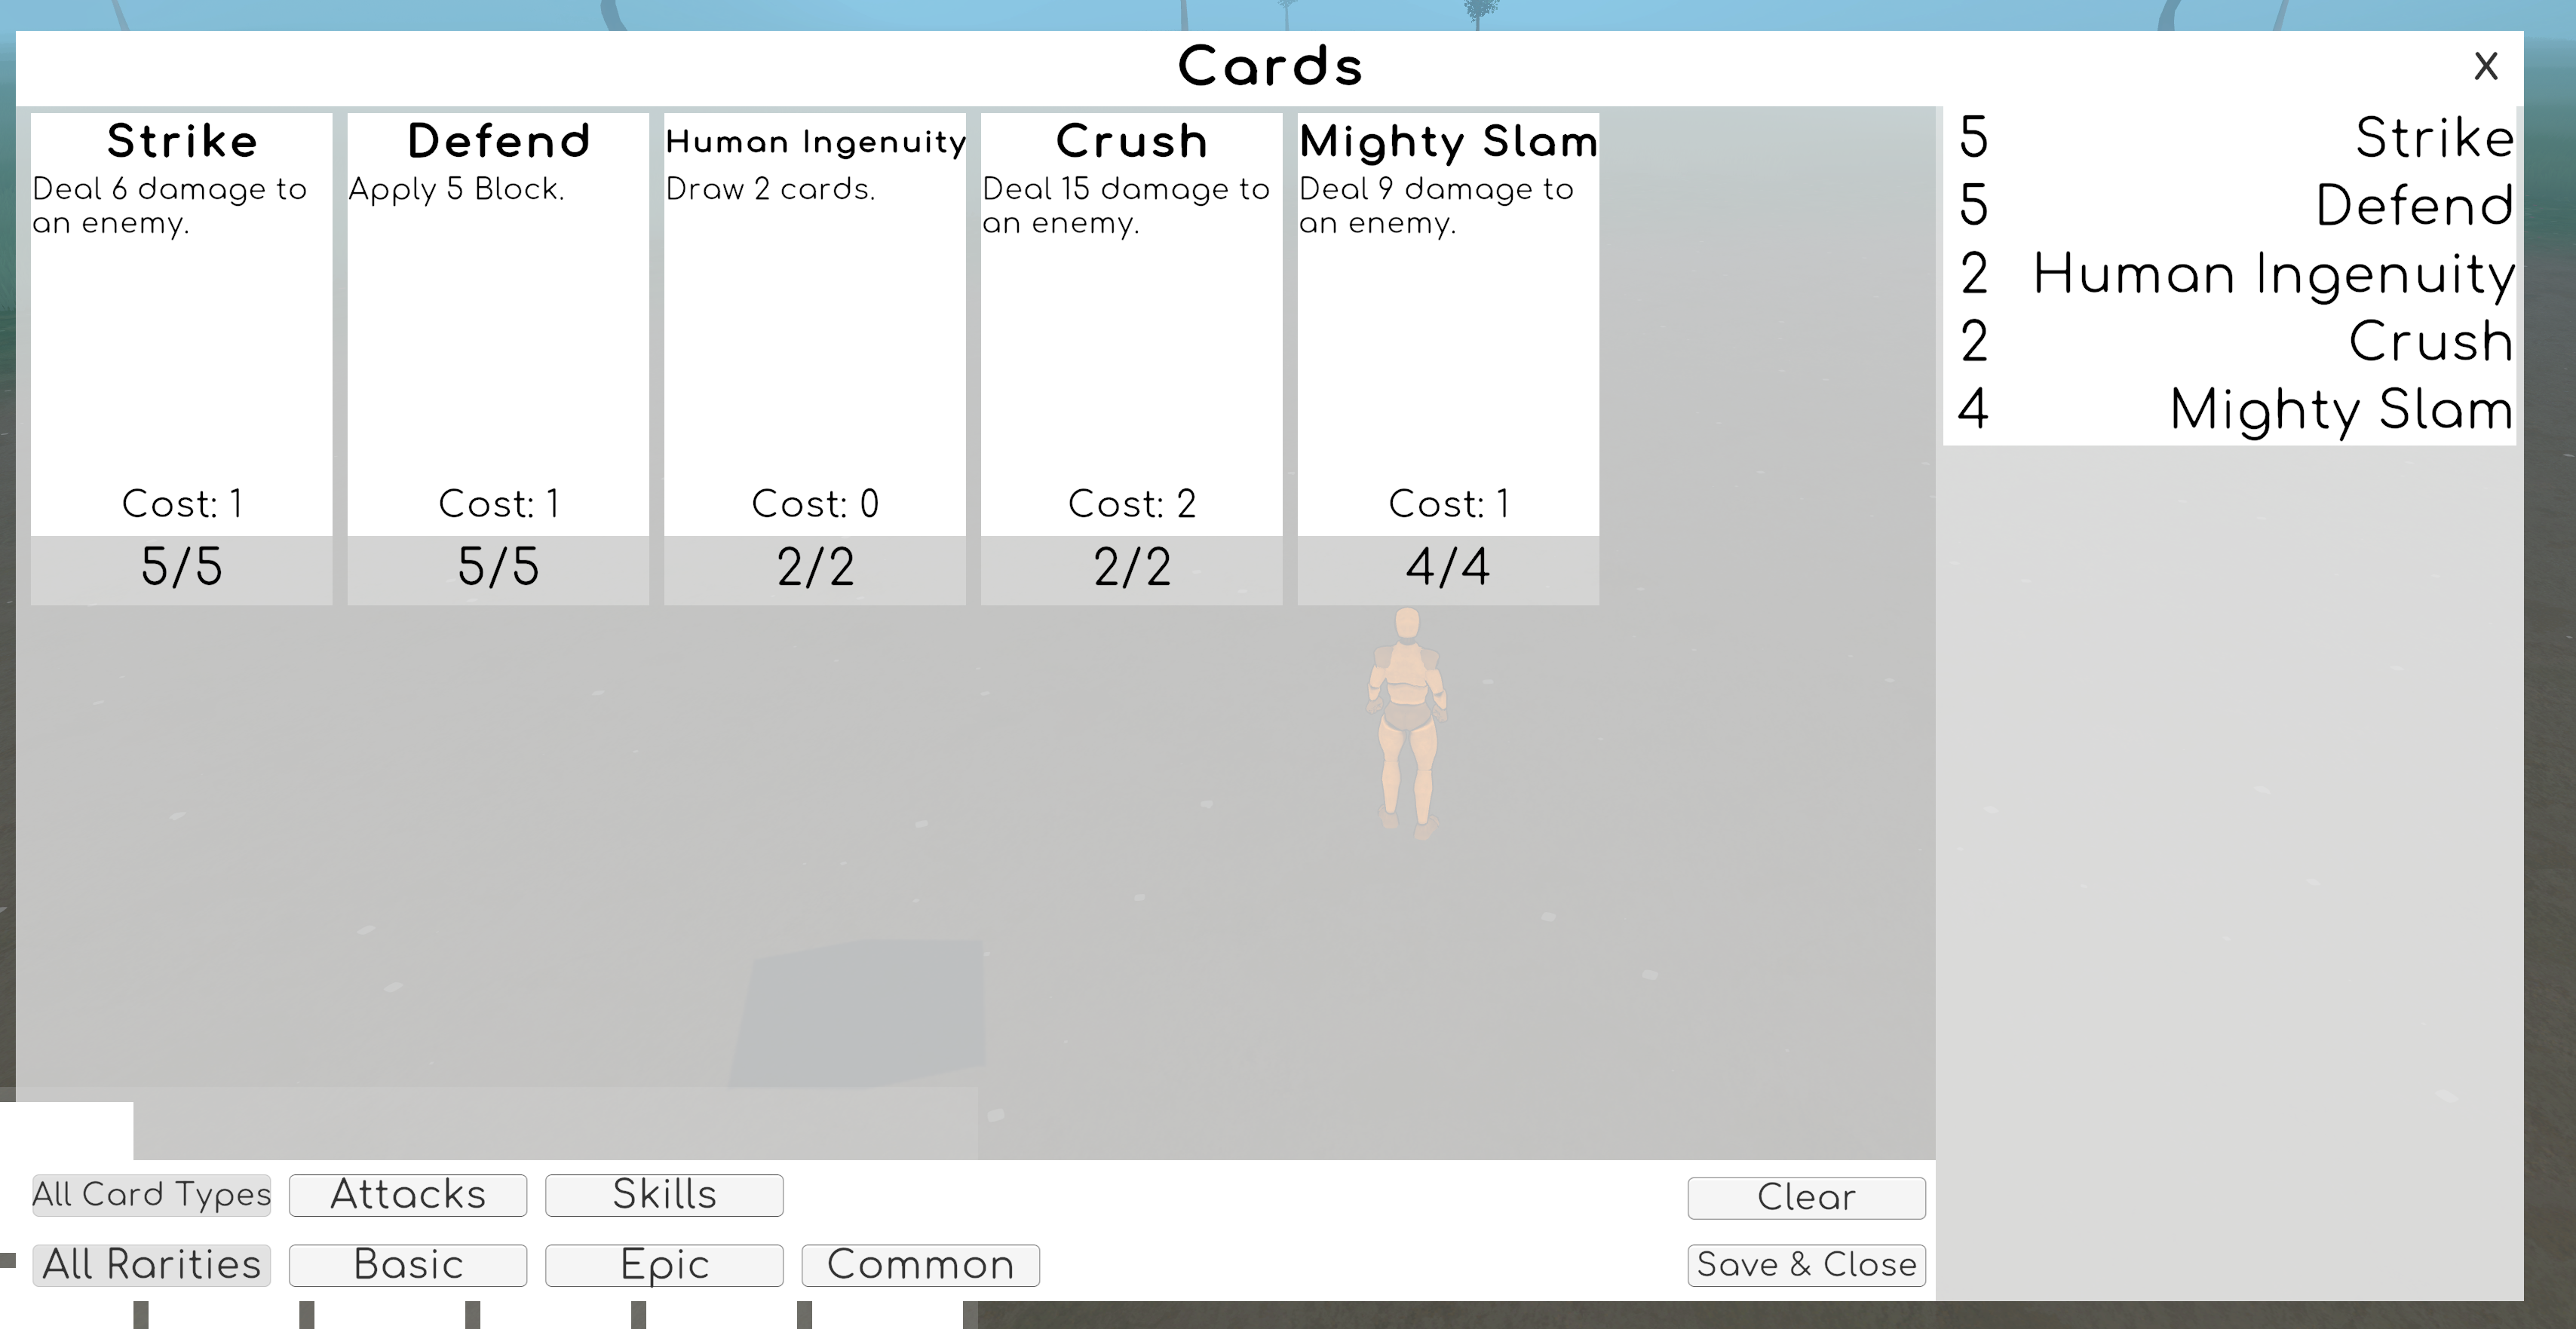 Cards
X
Strike
Deal 6 damage to
an enemy.
Cost: 1
5/5
Defend
Apply 5 Block.
Cost: 1
5/5
Human Ingenuity
Draw 2 cards.
Cost: 0
2/2
Crush
Deal 15 damage to
an enemy.
Cost: 2
2/2
Mighty Slam
Deal 9 damage to
an enemy.
Cost: 1
4/4
5 Strike
5 Defend
2 Human Ingenuity
2 Crush
4 Mighty Slam
All Card Types Attacks Skills
All Rarities Basic Epic Common
Clear
Save & Close